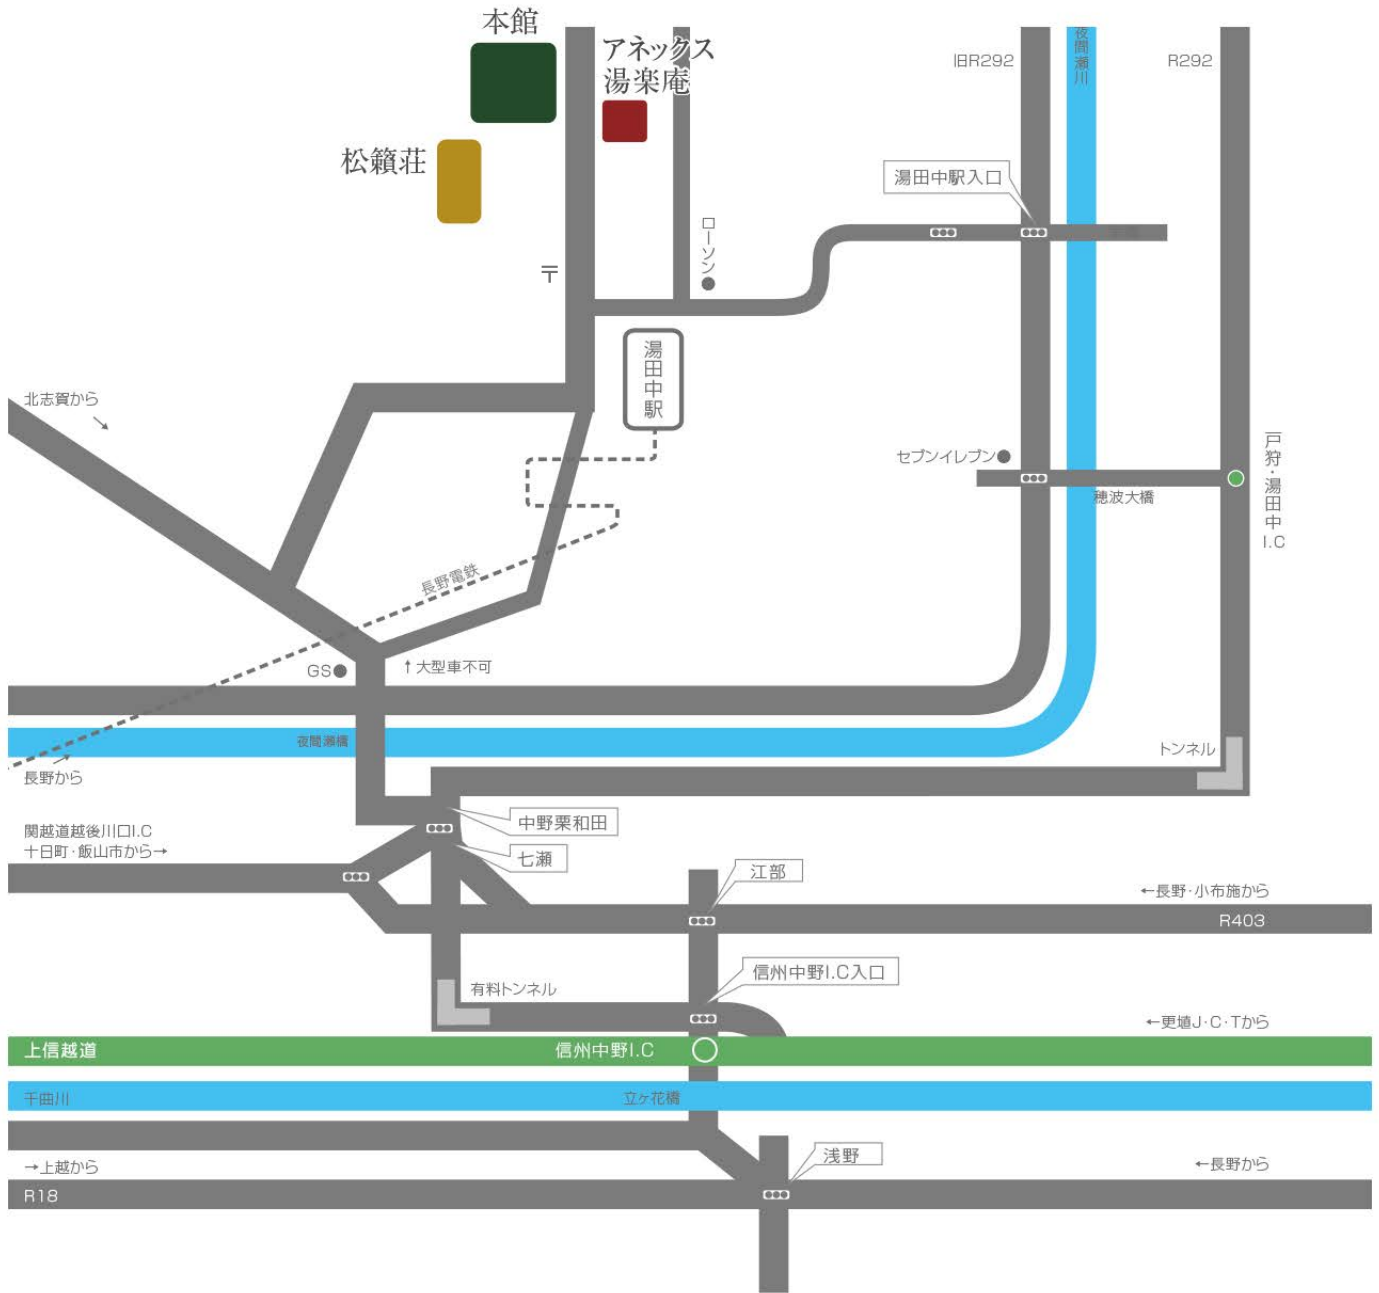 本館
アネックス
湯楽庵
松籟荘
旧R292
夜間瀬川
R292
湯田中駅入口
ローソン
〒
湯田中駅
北志賀から
セブンイレブン
穂波大橋
戸狩・湯田中I.C
長野電鉄
GS
↑大型車不可
夜間瀬橋
長野から
トンネル
関越道越後川口I.C
十日町・飯山市から→
中野栗和田
七瀬
江部
←長野・小布施から
R403
信州中野I.C入口
有料トンネル
←更埴J・C・Tから
上信越道
信州中野I.C
千曲川
立ヶ花橋
→上越から
浅野
←長野から
R18